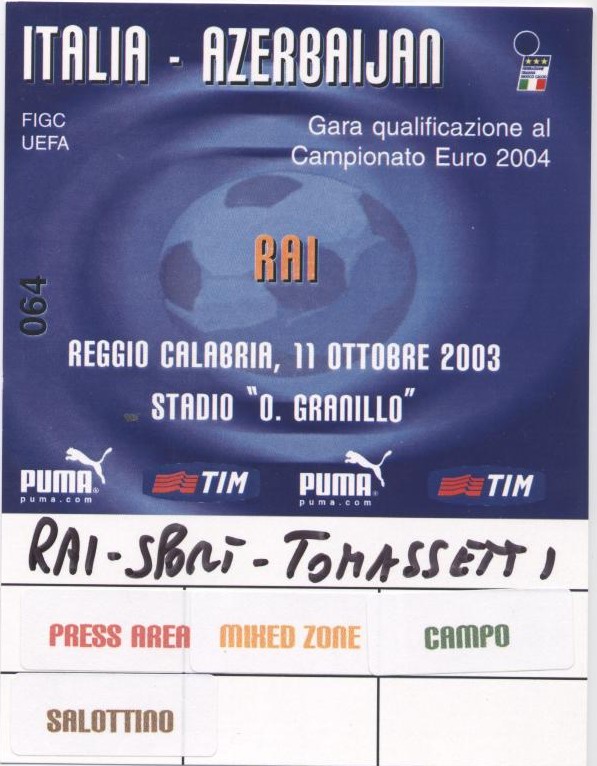 ITALIA - AZERBAIJAN
FIGC
UEFA
Gara qualificazione al
Campionato Euro 2004
RAI
064
REGGIO CALABRIA, 11 OTTOBRE 2003
STADIO "O. GRANILLO"
PUMA® TIM PUMA® TIM
puma.com puma.com
RAI-SPORT-TOMASSETTI
PRESS AREA MIXED ZONE CAMPO
SALOTTINO